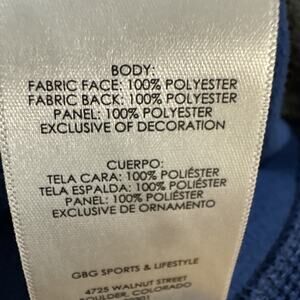 BODY:
FABRIC FACE: 100% POLYESTER
FABRIC BACK: 100% POLYESTER
PANEL: 100% POLYESTER
EXCLUSIVE OF DECORATION
CUERPO:
TELA CARA: 100% POLIÉSTER
TELA ESPALDA: 100% POLIÉSTER
PANEL: 100% POLIÉSTER
EXCLUSIVE DE ORNAMENTO
GBG SPORTS & LIFESTYLE
4725 WALNUT STREET
BOULDER, COLORADO